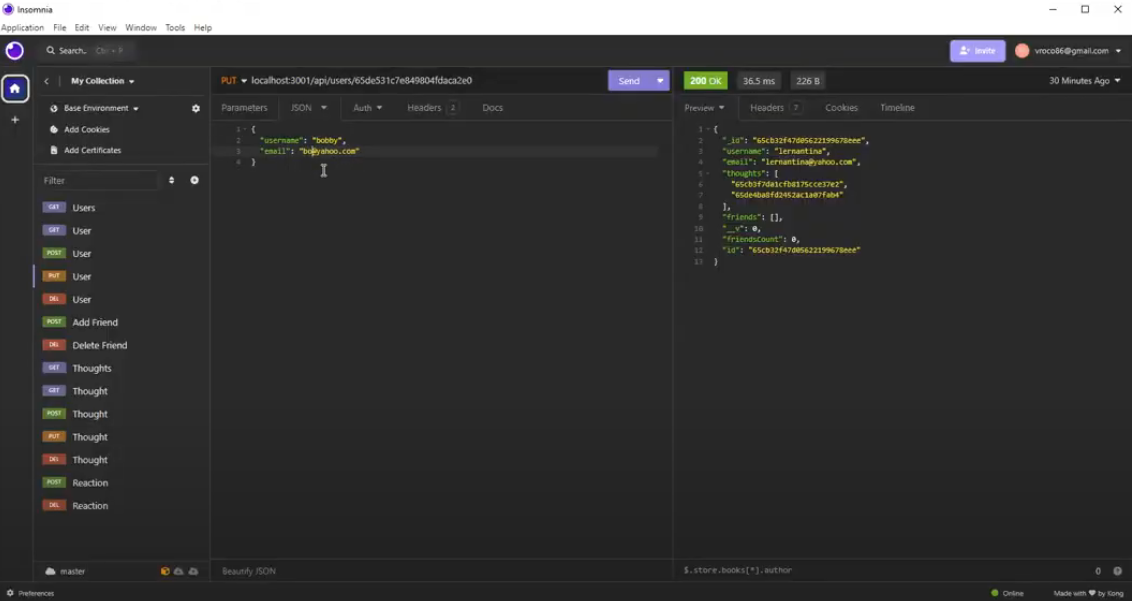 Insomnia
Application File Edit View Window Tools Help
Search.. Ctrl + P
Invite
vroco86@gmail.com
My Collection
PUT localhost:3001/api/users/65de531c7e849804fdaca2e0
Send
200 OK
36.5 ms
226 B
30 Minutes Ago
Base Environment
Parameters
JSON
Auth
Headers 2
Docs
Preview
Headers 7
Cookies
Timeline
Add Cookies
Add Certificates
1 {
2 "username": "bobby",
3 "email": "bo@yahoo.com"
4 }
1 {
2 "_id": "65cb32f47d05622199678eee",
3 "username": "lernantina",
4 "email": "lernantina@yahoo.com",
5 "thoughts": [
6 "65cb3f7da1cfb8175cce37e2",
7 "65de4ba8fd2452ac1a07fab4"
8 ],
9 "friends": [],
10 "__v": 0,
11 "friendsCount": 0,
12 "id": "65cb32f47d05622199678eee"
13 }
Filter
GET Users
GET User
POST User
PUT User
DEL User
POST Add Friend
DEL Delete Friend
GET Thoughts
GET Thought
POST Thought
PUT Thought
DEL Thought
POST Reaction
DEL Reaction
master
Beautify JSON
$.store.books[*].author
0
Preferences
Online
Made with ♥ by Kong